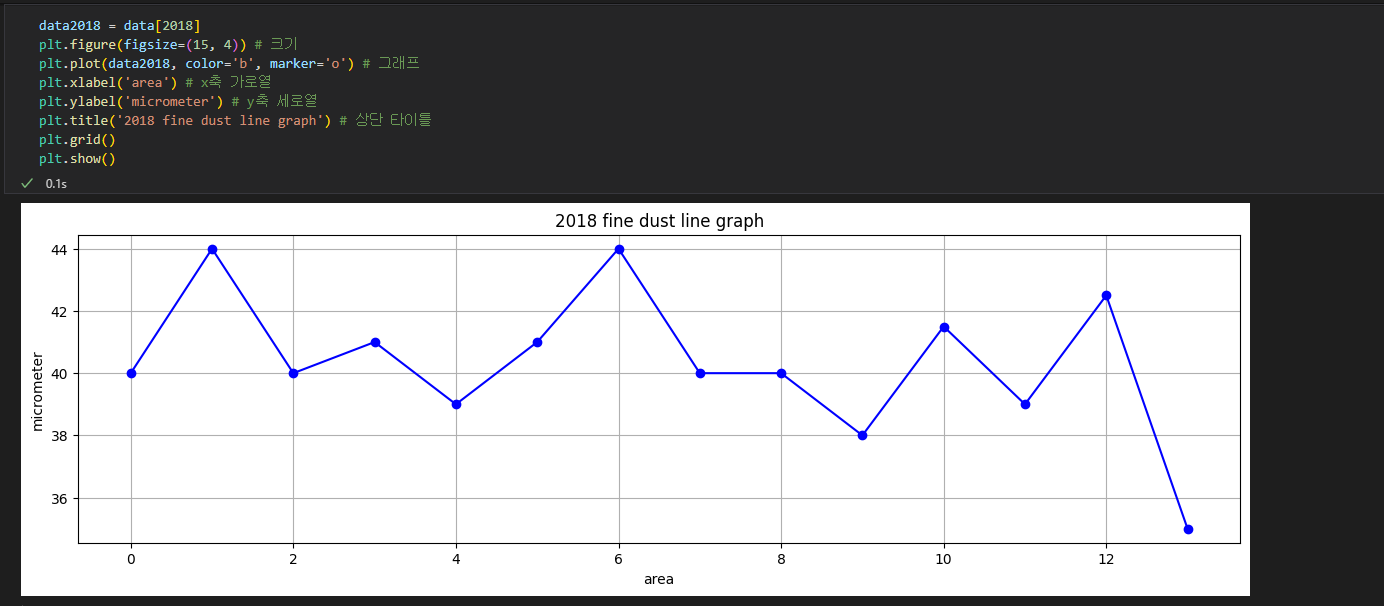 data2018 = data[2018]
plt.figure(figsize=(15, 4)) # 크기
plt.plot(data2018, color='b', marker='o') # 그래프
plt.xlabel('area') # x축 가로열
plt.ylabel('micrometer') # y축 세로열
plt.title('2018 fine dust line graph') # 상단 타이틀
plt.grid()
plt.show()
0.1s
2018 fine dust line graph
44
42
40
38
36
micrometer
0 2 4 6 8 10 12
area